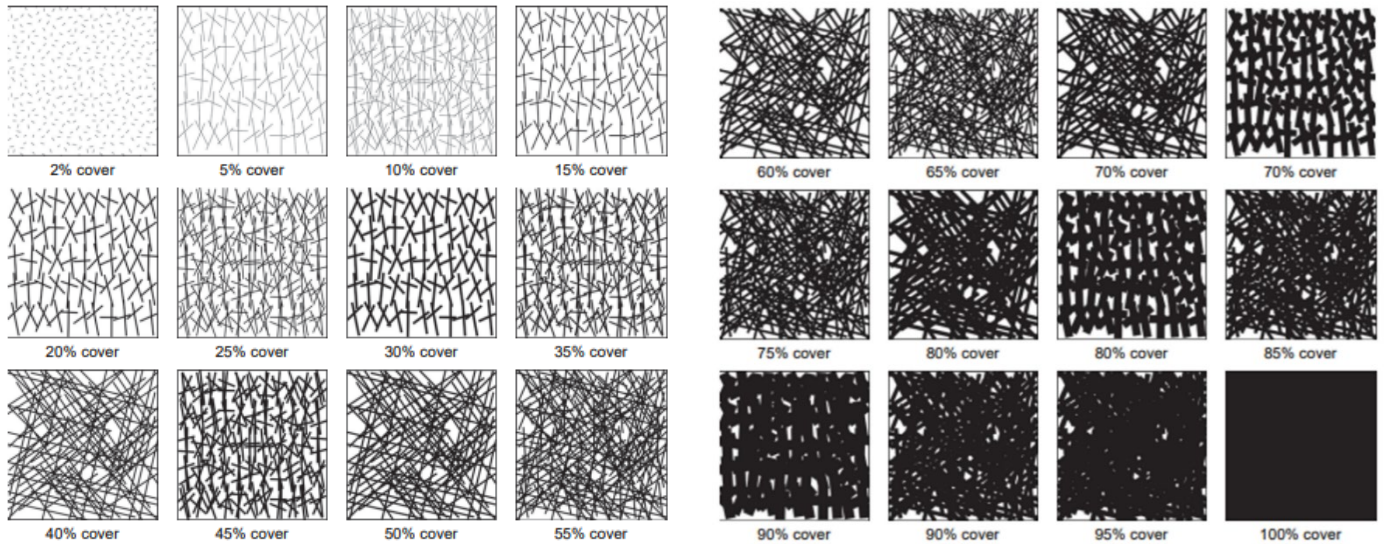 2% cover
5% cover
10% cover
15% cover
20% cover
25% cover
30% cover
35% cover
40% cover
45% cover
50% cover
55% cover
60% cover
65% cover
70% cover
70% cover
75% cover
80% cover
80% cover
85% cover
90% cover
90% cover
95% cover
100% cover